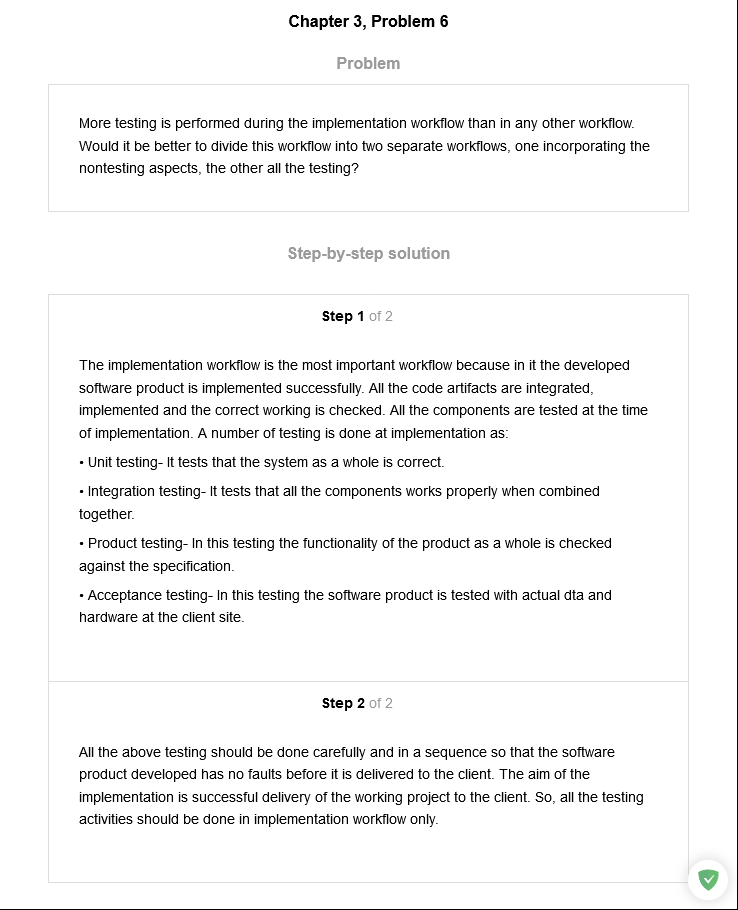 Chapter 3, Problem 6
Problem
More testing is performed during the implementation workflow than in any other workflow.
Would it be better to divide this workflow into two separate workflows, one incorporating the
nontesting aspects, the other all the testing?
Step-by-step solution
Step 1 of 2
The implementation workflow is the most important workflow because in it the developed
software product is implemented successfully. All the code artifacts are integrated,
implemented and the correct working is checked. All the components are tested at the time
of implementation. A number of testing is done at implementation as:
• Unit testing- It tests that the system as a whole is correct.
• Integration testing- It tests that all the components works properly when combined
together.
• Product testing- In this testing the functionality of the product as a whole is checked
against the specification.
• Acceptance testing- In this testing the software product is tested with actual dta and
hardware at the client site.
Step 2 of 2
All the above testing should be done carefully and in a sequence so that the software
product developed has no faults before it is delivered to the client. The aim of the
implementation is successful delivery of the working project to the client. So, all the testing
activities should be done in implementation workflow only.